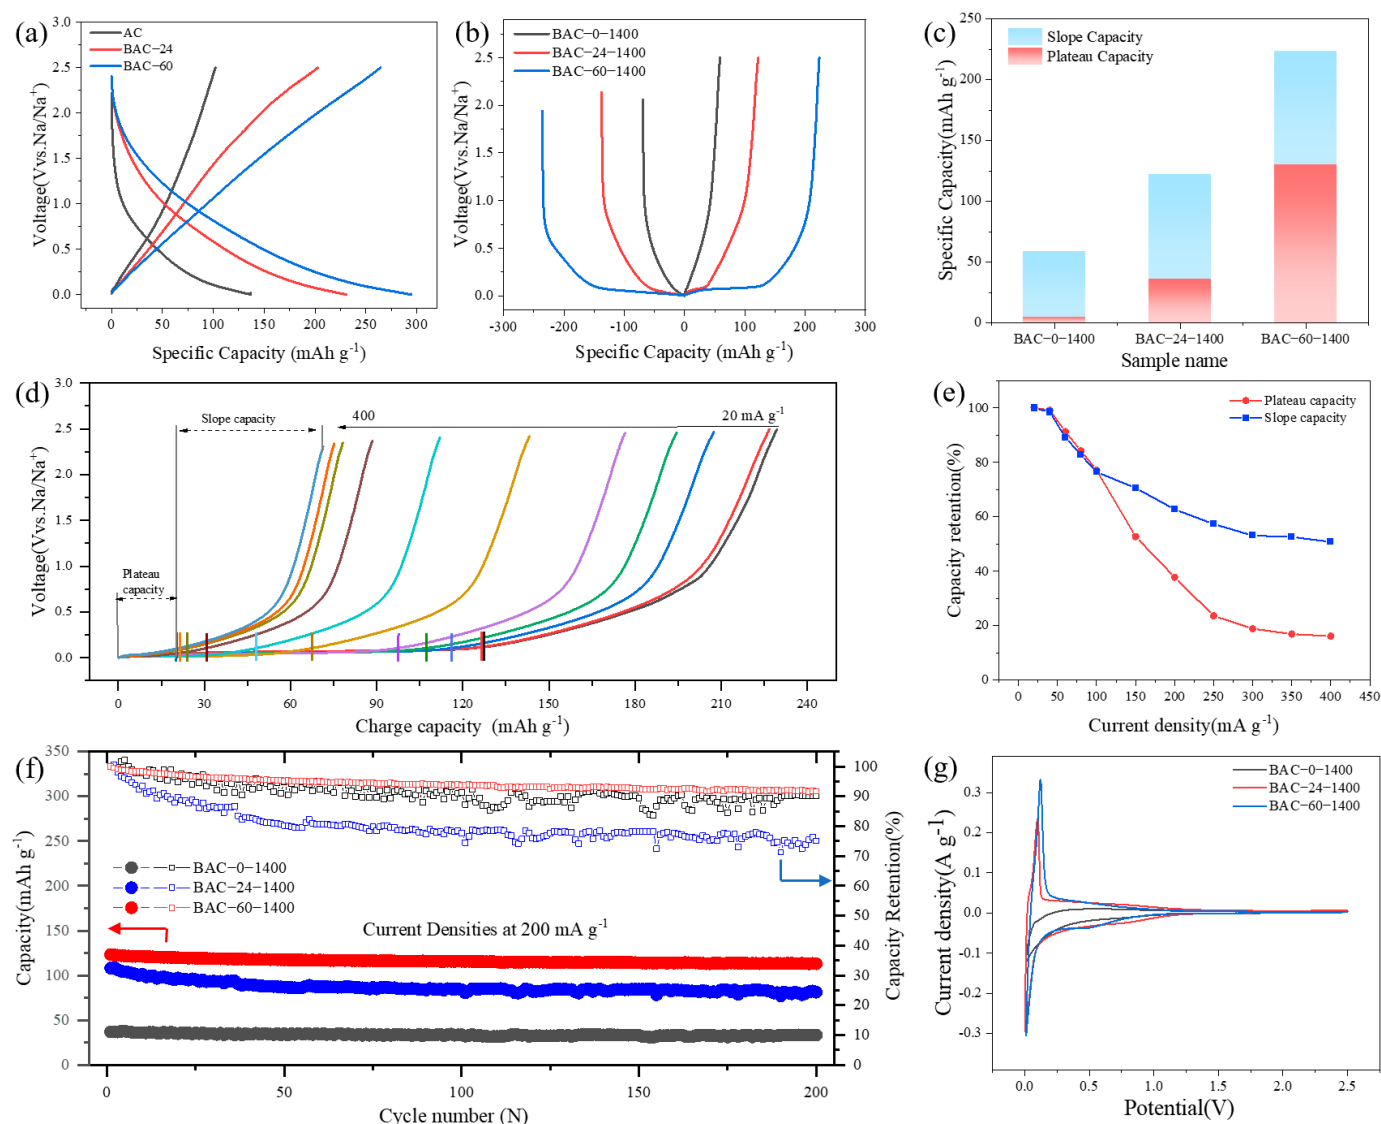 (a)
3.0
2.5
2.0
1.5
1.0
0.5
0.0
Voltage(Vvs.Na/Na+)
AC
BAC−24
BAC−60
0
50
100
150
200
250
300
Specific Capacity (mAh g-1)
(b)
2.5
2.0
1.5
1.0
0.5
0.0
Voltage(Vvs.Na/Na+)
BAC−0−1400
BAC−24−1400
BAC−60−1400
-300
-200
-100
0
100
200
300
Specific Capacity(mAh g-1)
(c)
250
200
150
100
50
0
Specific Capacity(mAh g-1)
Slope Capacity
Plateau Capacity
BAC−0−1400
BAC−24−1400
BAC−60−1400
Sample name
(d)
3.0
2.5
2.0
1.5
1.0
0.5
0.0
Voltage(Vvs.Na/Na+)
Slope capacity
400
20 mA g-1
Plateau
capacity
0
30
60
90
120
150
180
210
240
Charge capacity (mAh g-1)
(e)
100
80
60
40
20
0
Capacity retention(%)
Plateau capacity
Slope capacity
0
50
100
150
200
250
300
350
400
450
Current density(mA g-1)
(f)
350
300
250
200
150
100
50
0
Capacity(mAh g-1)
BAC−0−1400
BAC−24−1400
BAC−60−1400
Current Densities at 200 mA g-1
100
90
80
70
60
50
40
30
20
10
0
Capacity Retention(%)
0
50
100
150
200
Cycle number (N)
(g)
0.3
0.2
0.1
0.0
-0.1
-0.2
-0.3
Current density(A g-1)
BAC−0−1400
BAC−24−1400
BAC−60−1400
0.0
0.5
1.0
1.5
2.0
2.5
Potential(V)